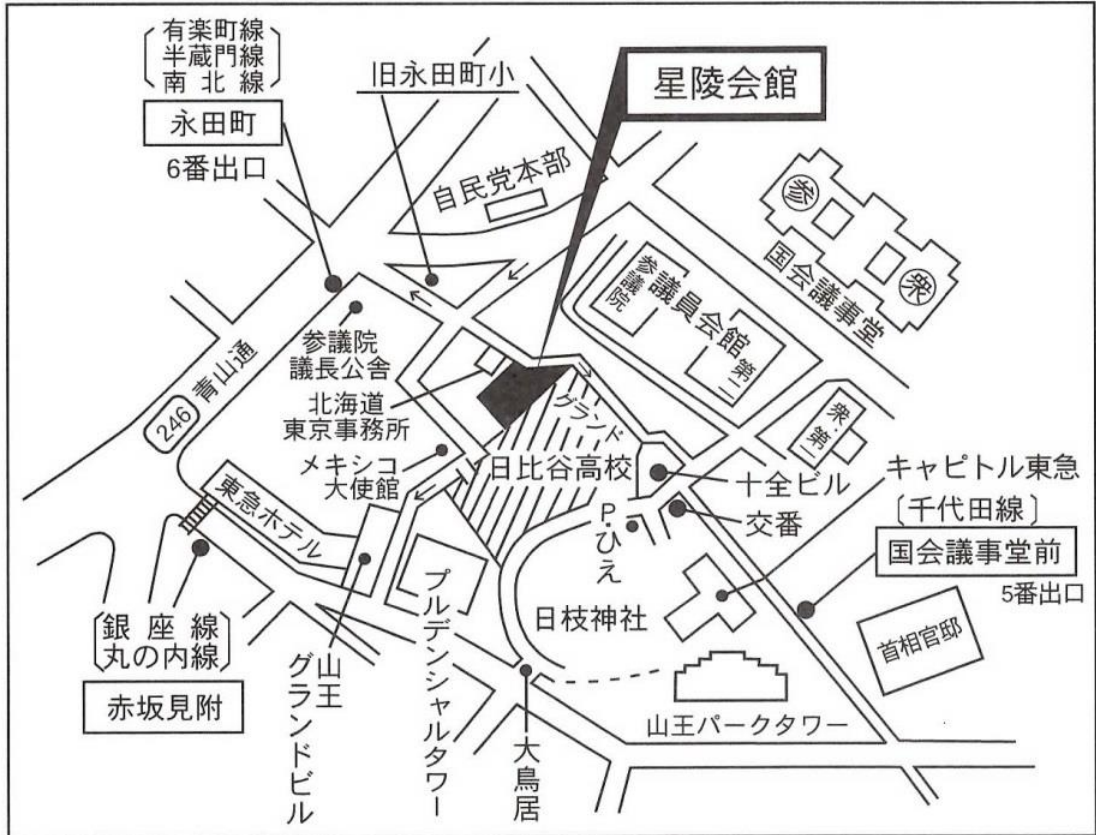 有楽町線
半蔵門線
南北線
永田町
6番出口
旧永田町小
星陵会館
自民党本部
参
衆
国会議事堂
参議院
議員会館
第二
衆・第一
参議院
議長公舎
青山通
246
北海道
東京事務所
メキシコ
大使館
グランド
日比谷高校
十全ビル
交番
キャピトル東急
〔千代田線〕
国会議事堂前
5番出口
東急ホテル
P.ひえ
日枝神社
首相官邸
銀座線
丸の内線
赤坂見附
山王
グランドビル
プルデンシャルタワー
大鳥居
山王パークタワー